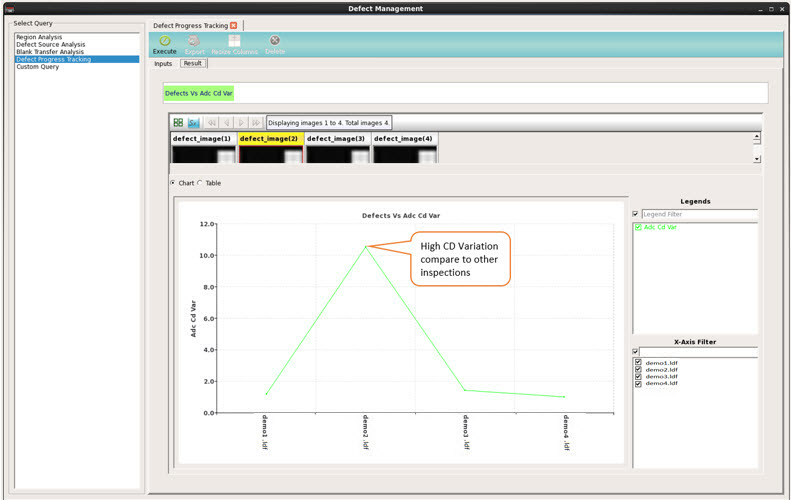 Defect Management
Select Query
Region Analysis
Defect Source Analysis
Blank Transfer Analysis
Defect Progress Tracking
Custom Query
Defect Progress Tracking
Execute Export Resize Columns Delete
Inputs Result
Defects Vs Adc Cd Var
Displaying images 1 to 4. Total images 4.
defect_image(1) defect_image(2) defect_image(3) defect_image(4)
Chart Table
Defects Vs Adc Cd Var
Adc Cd Var
12.0
10.0
8.0
6.0
4.0
2.0
0.0
High CD Variation
compare to other
inspections
demo1.ldf
demo2.ldf
demo3.ldf
demo4.ldf
Legends
Legend Filter
Adc Cd Var
X-Axis Filter
demo1.ldf
demo2.ldf
demo3.ldf
demo4.ldf